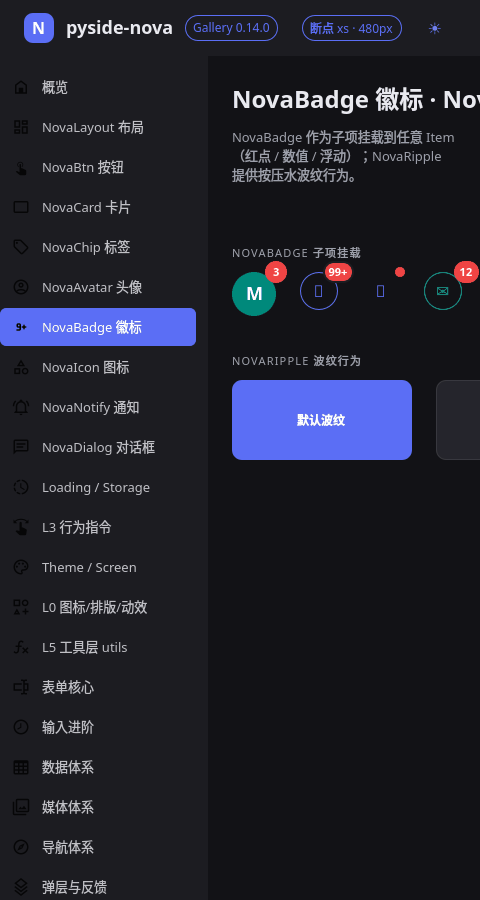 N pyside-nova Gallery 0.14.0 断点 xs · 480px
概览
NovaLayout 布局
NovaBtn 按钮
NovaCard 卡片
NovaChip 标签
NovaAvatar 头像
9+ NovaBadge 徽标
NovaIcon 图标
NovaNotify 通知
NovaDialog 对话框
Loading / Storage
L3 行为指令
Theme / Screen
L0 图标/排版/动效
L5 工具层 utils
表单核心
输入进阶
数据体系
媒体体系
导航体系
弹层与反馈
NovaBadge 徽标 · Nov
NovaBadge 作为子项挂载到任意 Item
（红点 / 数值 / 浮动）；NovaRipple
提供按压水波纹行为。
NOVABADGE 子项挂载
M 3 99+ 12
NOVARIPPLE 波纹行为
默认波纹